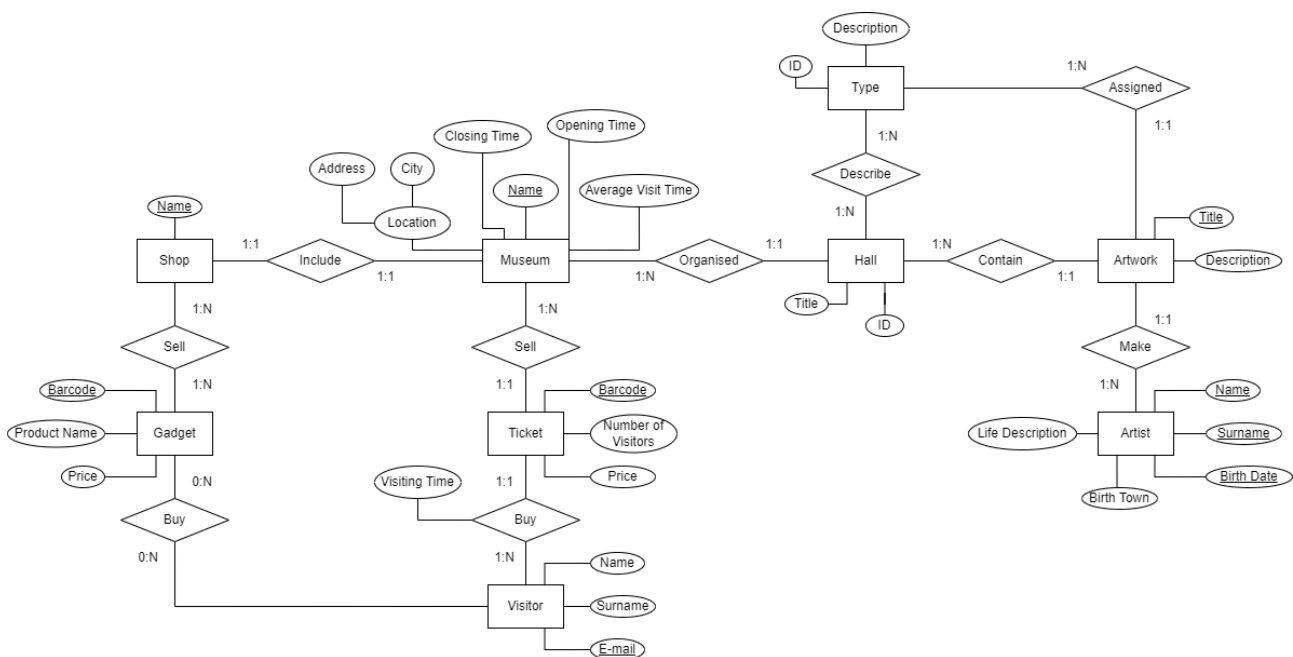 Description
ID
Type
1:N
Assigned
1:1
1:N
Describe
1:N
Opening Time
Closing Time
Address
City
Name
Average Visit Time
Location
Name
Shop
1:1
Include
1:1
Museum
1:N
Organised
1:1
Hall
1:N
Contain
1:1
Artwork
Title
Description
Title
ID
1:N
Sell
1:N
1:N
Sell
1:1
1:1
Make
1:N
Barcode
Product Name
Gadget
Price
Barcode
Ticket
Number of
Visitors
Price
Name
Life Description
Artist
Surname
Birth Date
Birth Town
0:N
Buy
0:N
Visiting Time
1:1
Buy
1:N
Name
Visitor
Surname
E-mail